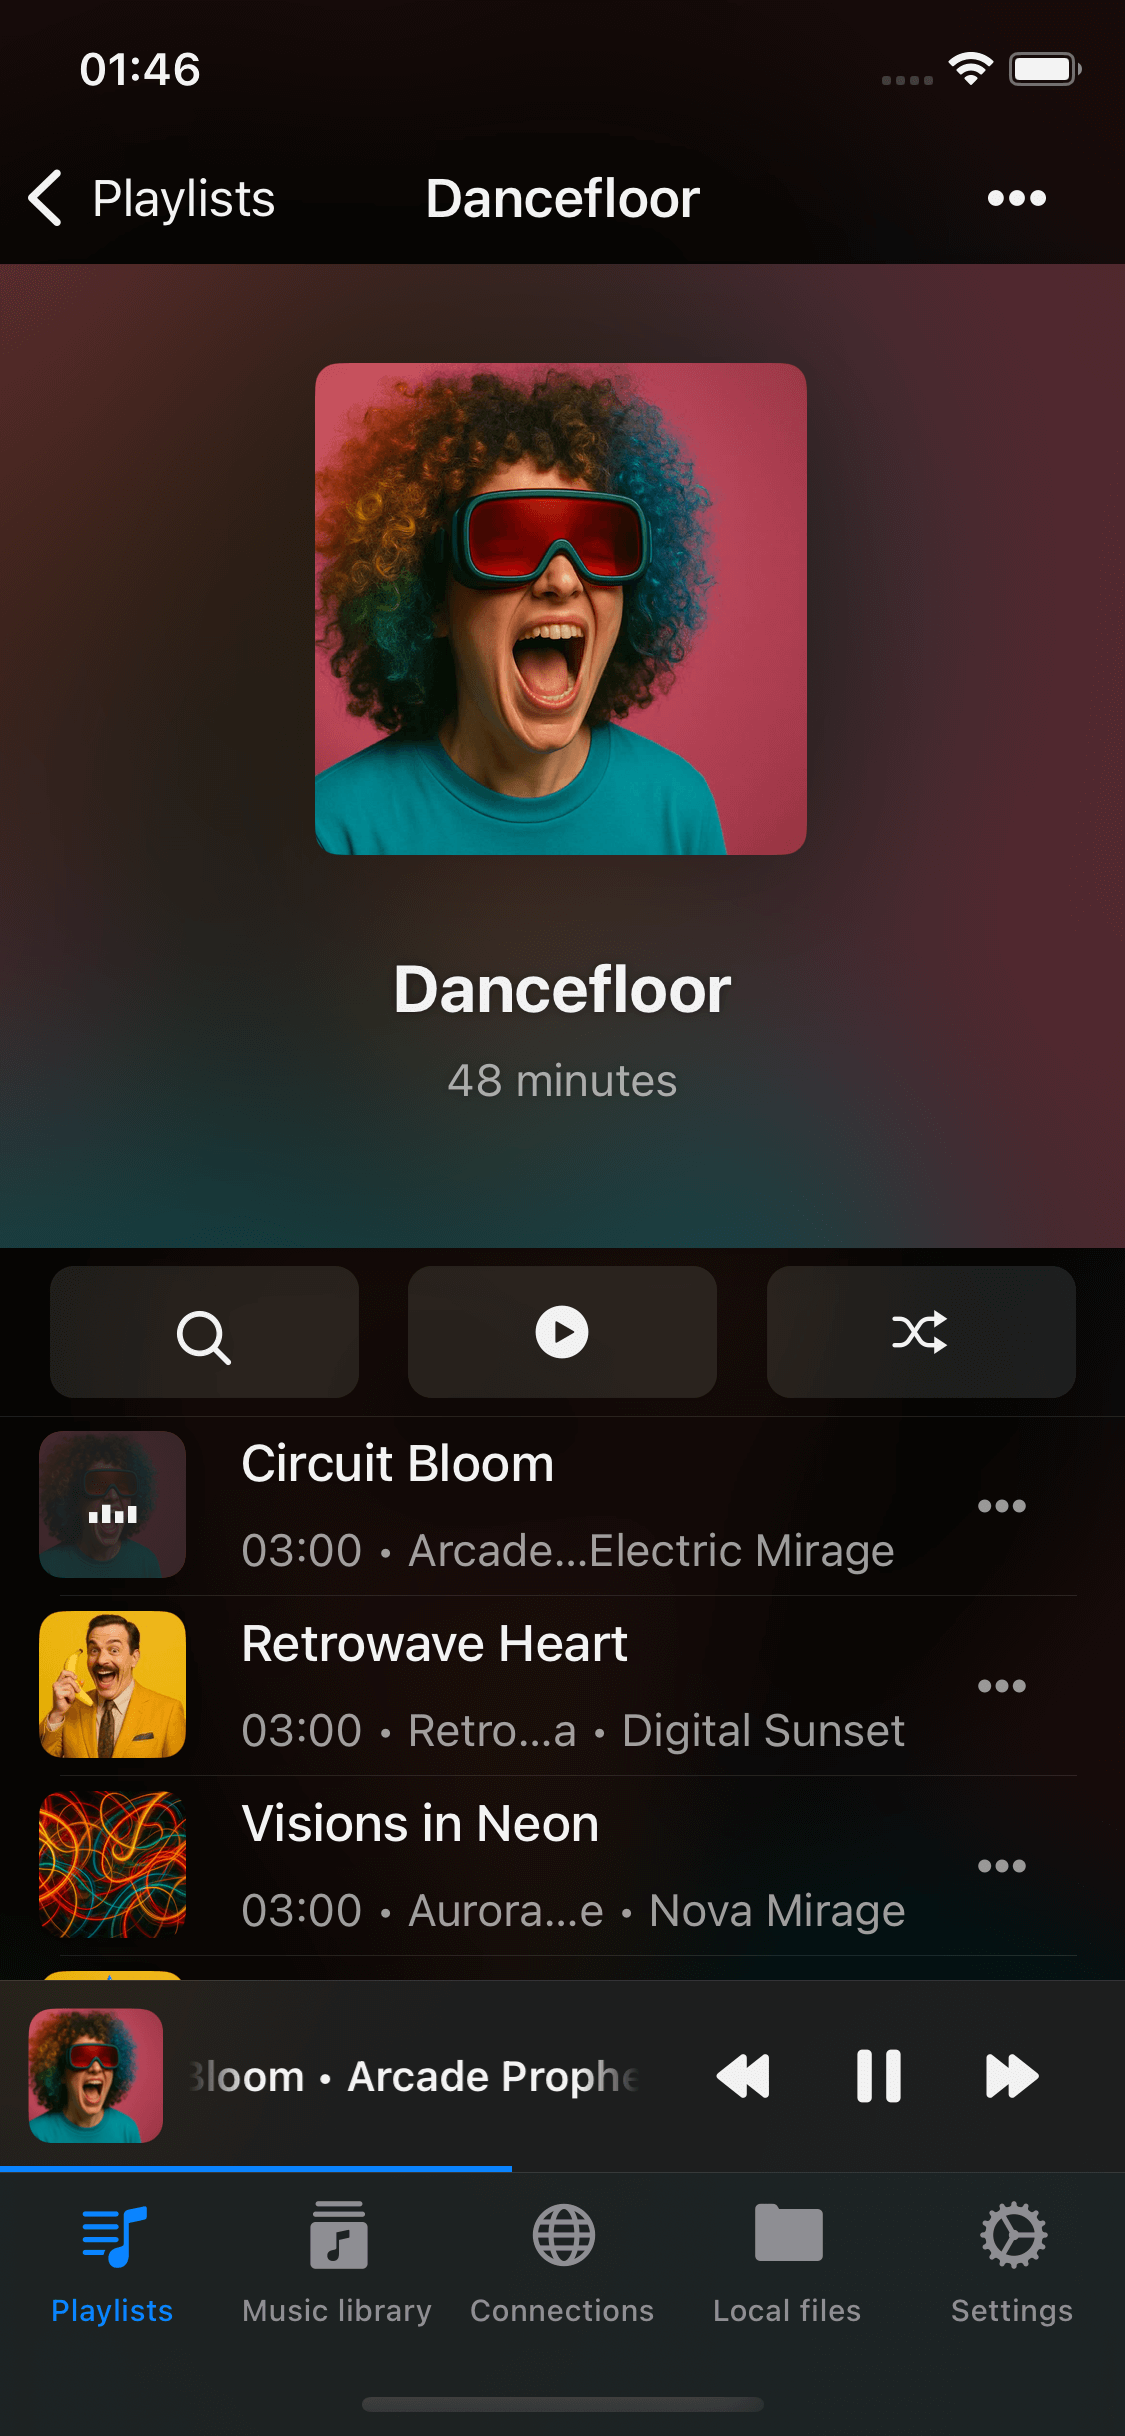 01:46
Playlists
Dancefloor
Dancefloor
48 minutes
Circuit Bloom
03:00 • Arcade...Electric Mirage
Retrowave Heart
03:00 • Retro...a • Digital Sunset
Visions in Neon
03:00 • Aurora...e • Nova Mirage
Bloom • Arcade Prophe
Playlists
Music library
Connections
Local files
Settings